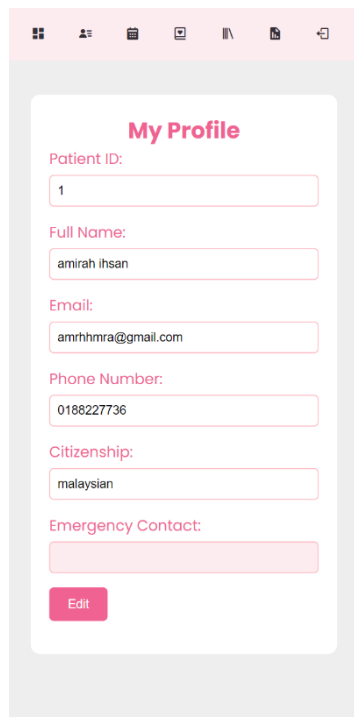 My Profile
Patient ID:
1
Full Name:
amirah ihsan
Email:
amrhhmra@gmail.com
Phone Number:
0188227736
Citizenship:
malaysian
Emergency Contact:
Edit